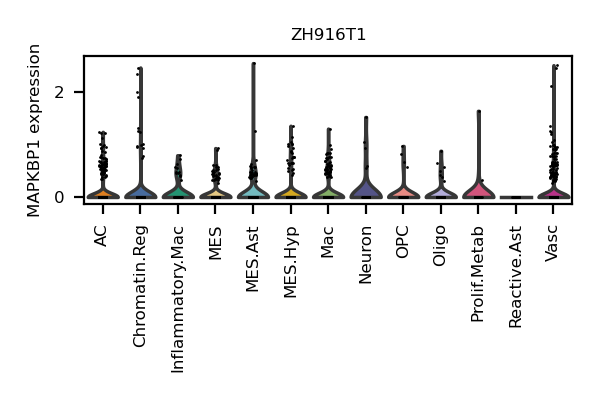 ZH916T1
MAPKBP1 expression
2
0
AC
Chromatin.Reg
Inflammatory.Mac
MES
MES.Ast
MES.Hyp
Mac
Neuron
OPC
Oligo
Prolif.Metab
Reactive.Ast
Vasc